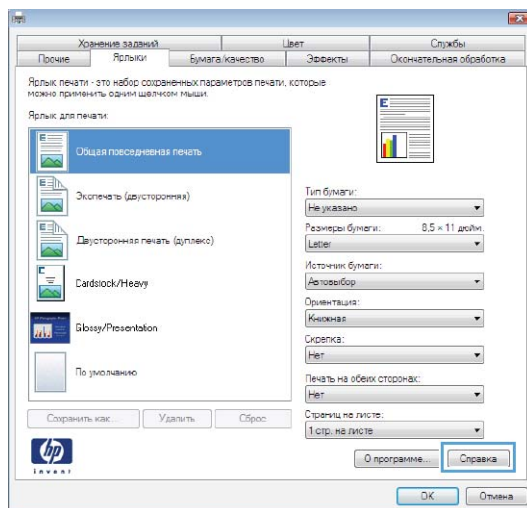 Хранение заданий Цвет Службы
Прочие Ярлыки Бумага/качество Эффекты Окончательная обработка
Ярлык печати - это набор сохраненных параметров печати, которые
можно применить одним щелчком мыши.
Ярлык для печати:
Общая повседневная печать
Экопечать (двусторонняя)
Двусторонняя печать (дуплекс)
Cardstock/Heavy
Glossy/Presentation
По умолчанию
Сохранить как... Удалить Сброс
E
Тип бумаги:
Не указано
Размеры бумаги: 8,5 × 11 дюйм.
Letter
Источник бумаги:
Автовыбор
Ориентация:
Книжная
Скрепка:
Нет
Печать на обеих сторонах:
Нет
Страниц на листе:
1 стр. на листе
hp
invent
О программе... Справка
OK Отмена